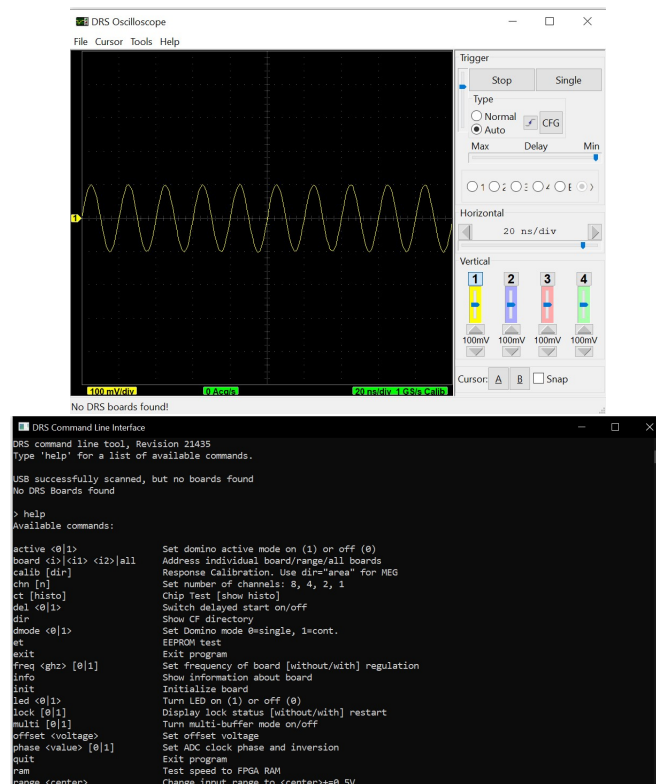 DRS Oscilloscope
File Cursor Tools Help
Trigger
Stop Single
Type
Normal
Auto
CFG
Max Delay Min
1
Horizontal
20 ns/div
Vertical
1 2 3 4
100mV 100mV 100mV 100mV
Cursor: A B Snap
1
100 mV/div 0 Acq/s 20 ns/div 1 GS/s Calib
No DRS boards found!
DRS Command Line Interface
DRS command line tool, Revision 21435
Type 'help' for a list of available commands.
USB successfully scanned, but no boards found
No DRS Boards found
> help
Available commands:
active <0|1> Set domino active mode on (1) or off (0)
board <i>|<i1> <i2>|all Address individual board/range/all boards
calib [dir] Response Calibration. Use dir="area" for MEG
chn [n] Set number of channels: 8, 4, 2, 1
ct [histo] Chip Test [show histo]
del <0|1> Switch delayed start on/off
dir Show CF directory
dmode <0|1> Set Domino mode 0=single, 1=cont.
et EEPROM test
exit Exit program
freq <ghz> [0|1] Set frequency of board [without/with] regulation
info Show information about board
init Initialize board
led <0|1> Turn LED on (1) or off (0)
lock [0|1] Display lock status [without/with] restart
multi [0|1] Turn multi-buffer mode on/off
offset <voltage> Set offset voltage
phase <value> [0|1] Set ADC clock phase and inversion
quit Exit program
ram Test speed to FPGA RAM
range <center> Change input range to <center>+=0.5V